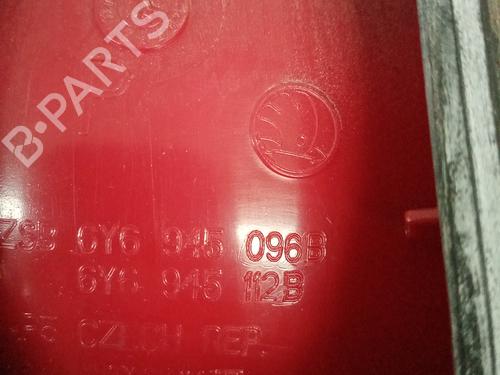 B-PARTS
ZSB 6Y6 945 096B
6Y6 945 112B
CZECH REP.